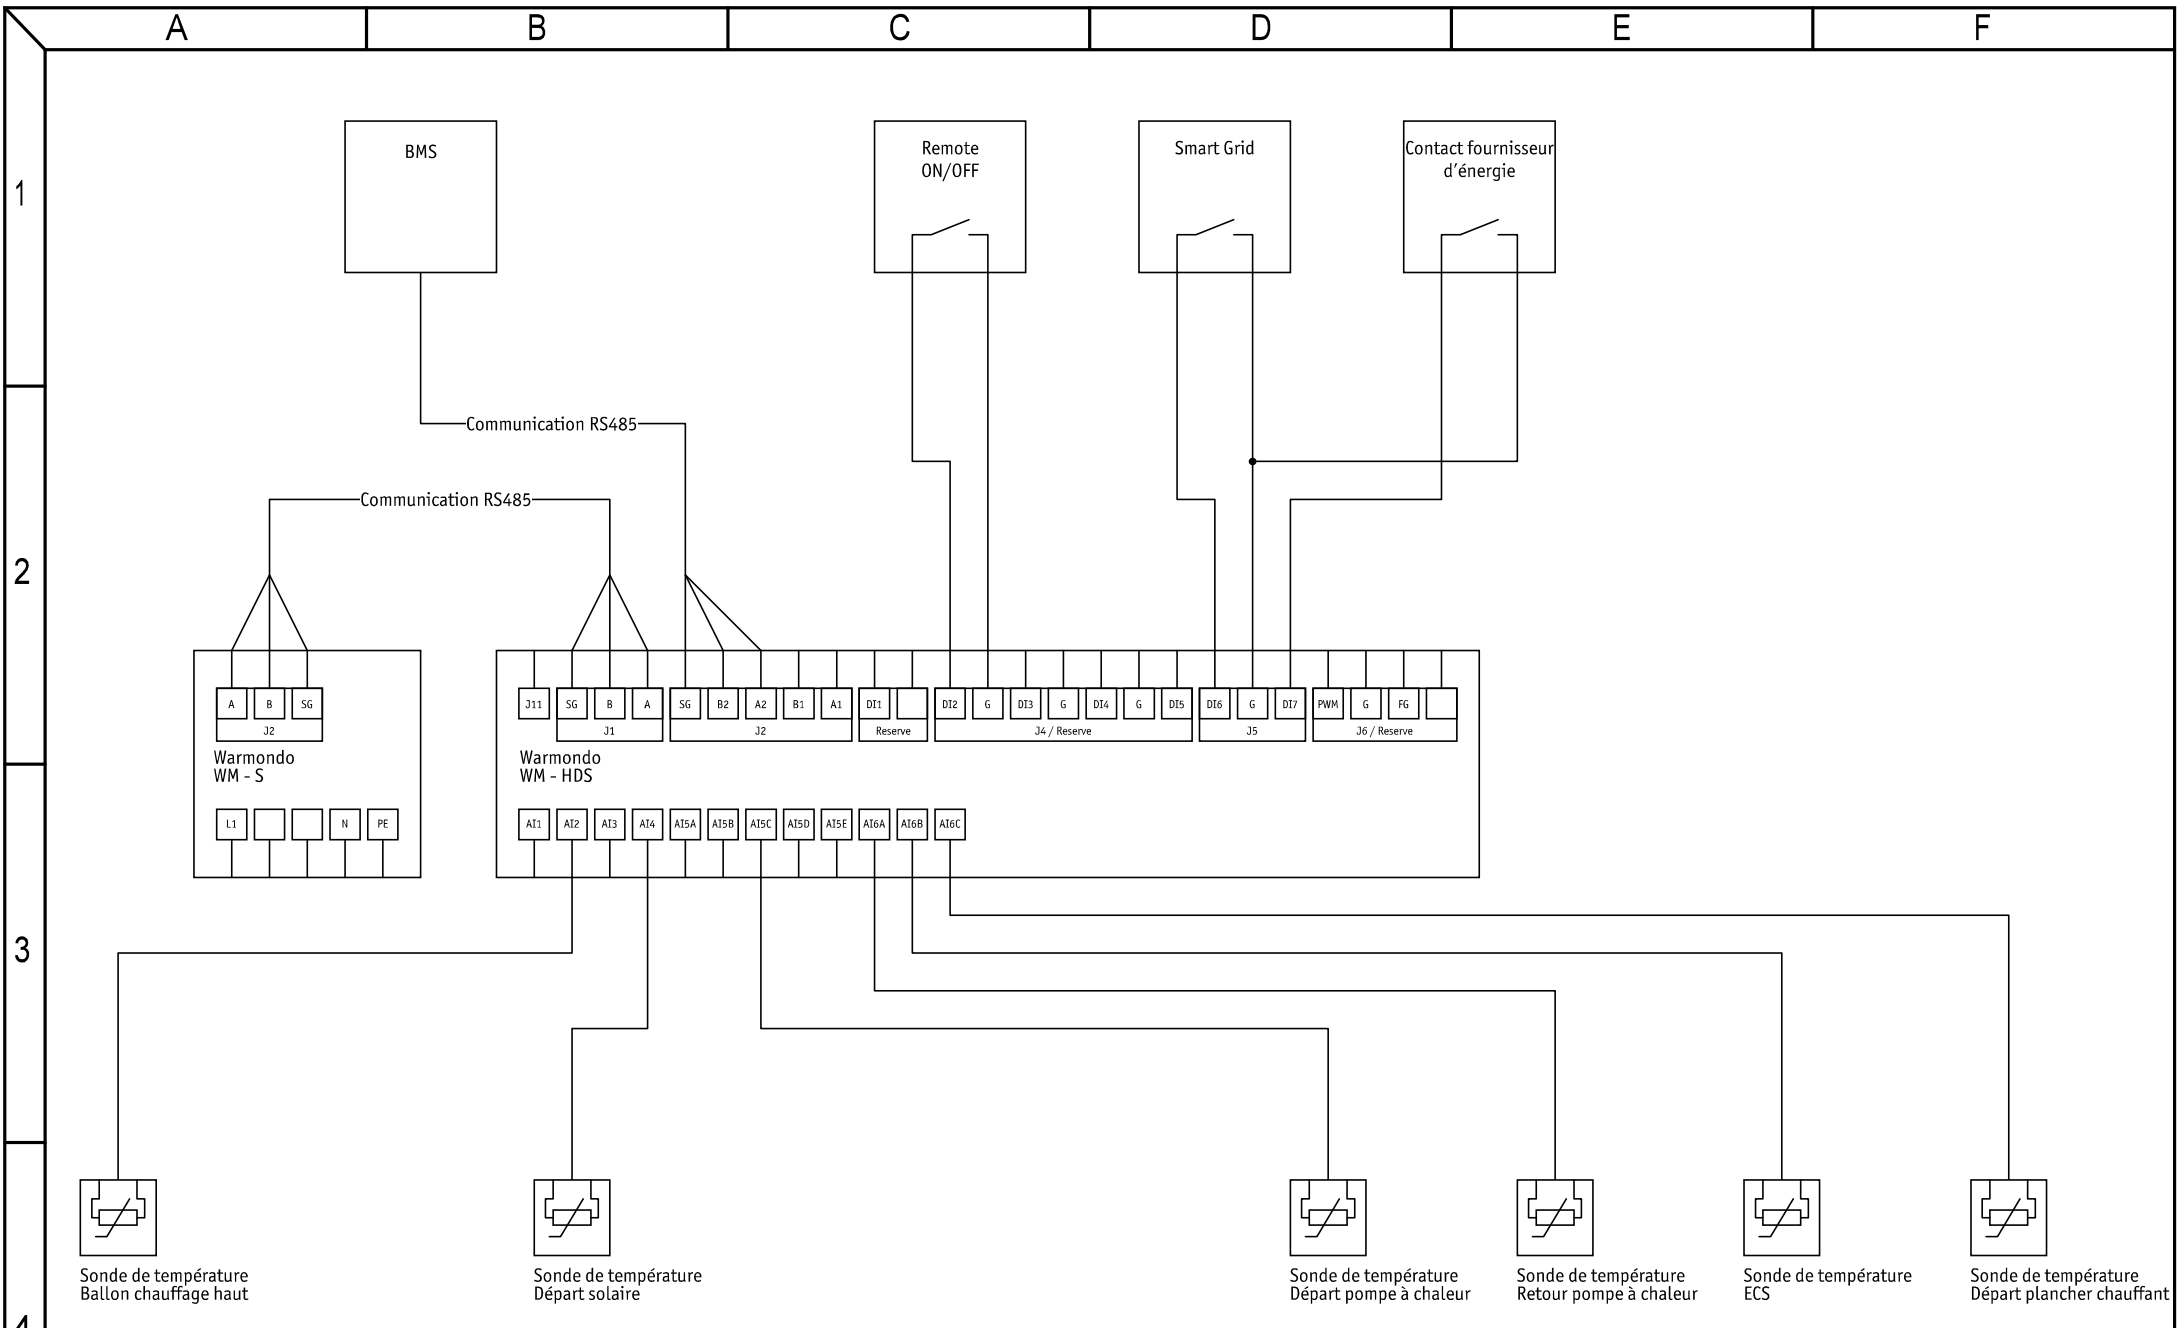 A B C D E F
1
BMS
Remote
ON/OFF
Smart Grid
Contact fournisseur
d'énergie
Communication RS485
Communication RS485
2
A B SG
J2
Warmondo
WM - S
L1 N PE
J11 SG B A SG B2 A2 B1 A1 DI1 DI2 G DI3 G DI4 G DI5 DI6 G DI7 PWM G FG
J1 J2 Reserve J4 / Reserve J5 J6 / Reserve
Warmondo
WM - HDS
AI1 AI2 AI3 AI4 AI5A AI5B AI5C AI5D AI5E AI6A AI6B AI6C
3
Sonde de température
Ballon chauffage haut
Sonde de température
Départ solaire
Sonde de température
Départ pompe à chaleur
Sonde de température
Retour pompe à chaleur
Sonde de température
ECS
Sonde de température
Départ plancher chauffant
4